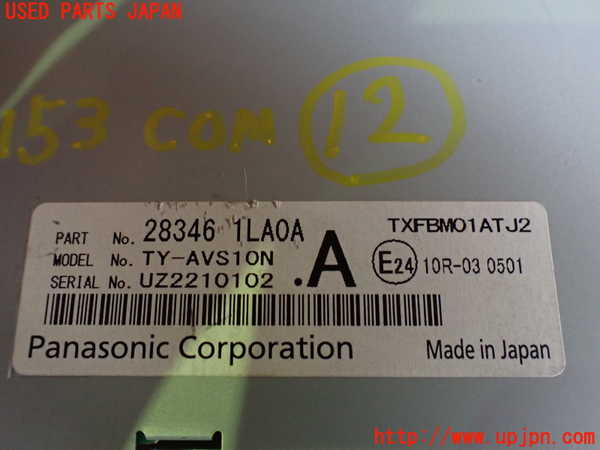 USED PARTS JAPAN
153 COM 12
PART No. 28346 1LA0A TXFBM01ATJ2
MODEL No. TY-AVS10N .A E24 10R-03 0501
SERIAL No. UZ2210102
Panasonic Corporation Made in Japan
www.upjpn.com